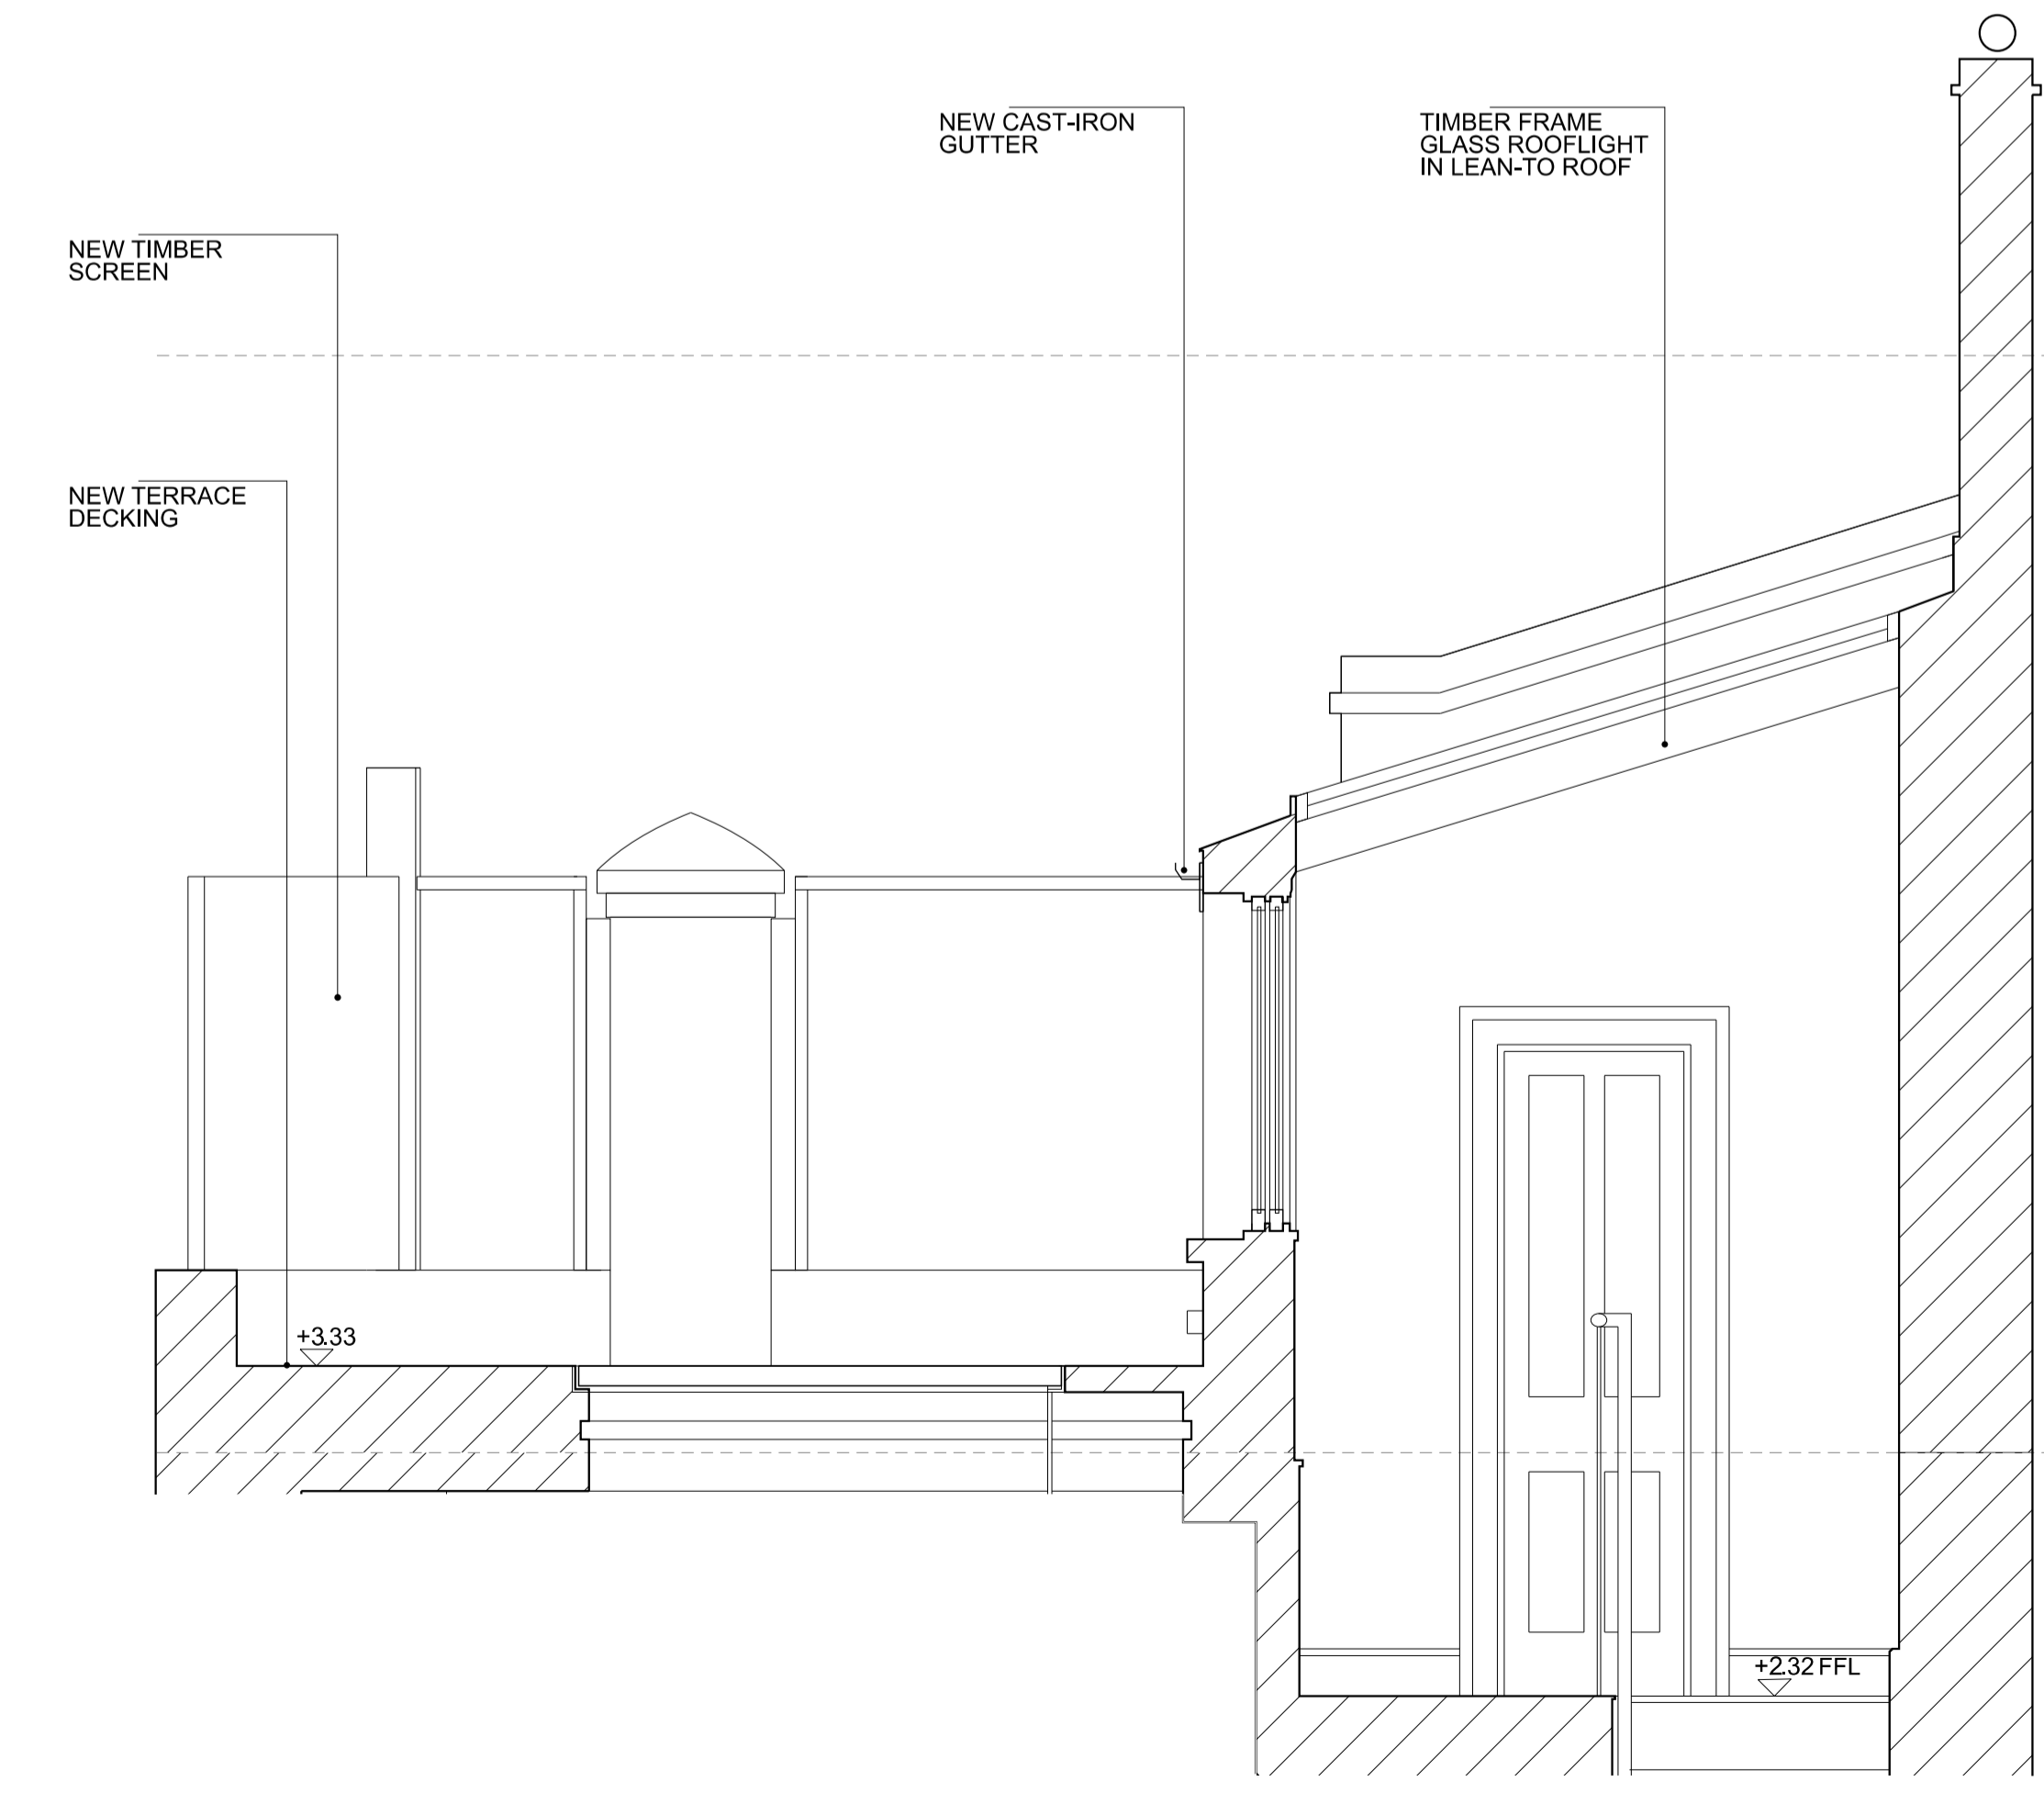 NEW CAST-IRON
GUTTER
TIMBER FRAME
GLASS ROOFLIGHT
IN LEAN-TO ROOF
NEW TIMBER
SCREEN
NEW TERRACE
DECKING
+3.33
+2.32 FFL